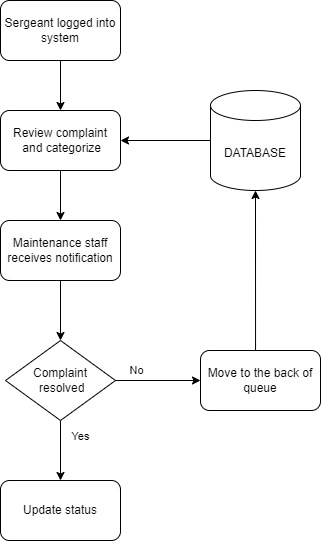 Sergeant logged into
system
Review complaint
and categorize
DATABASE
Maintenance staff
receives notification
Complaint
resolved
No
Move to the back of
queue
Yes
Update status